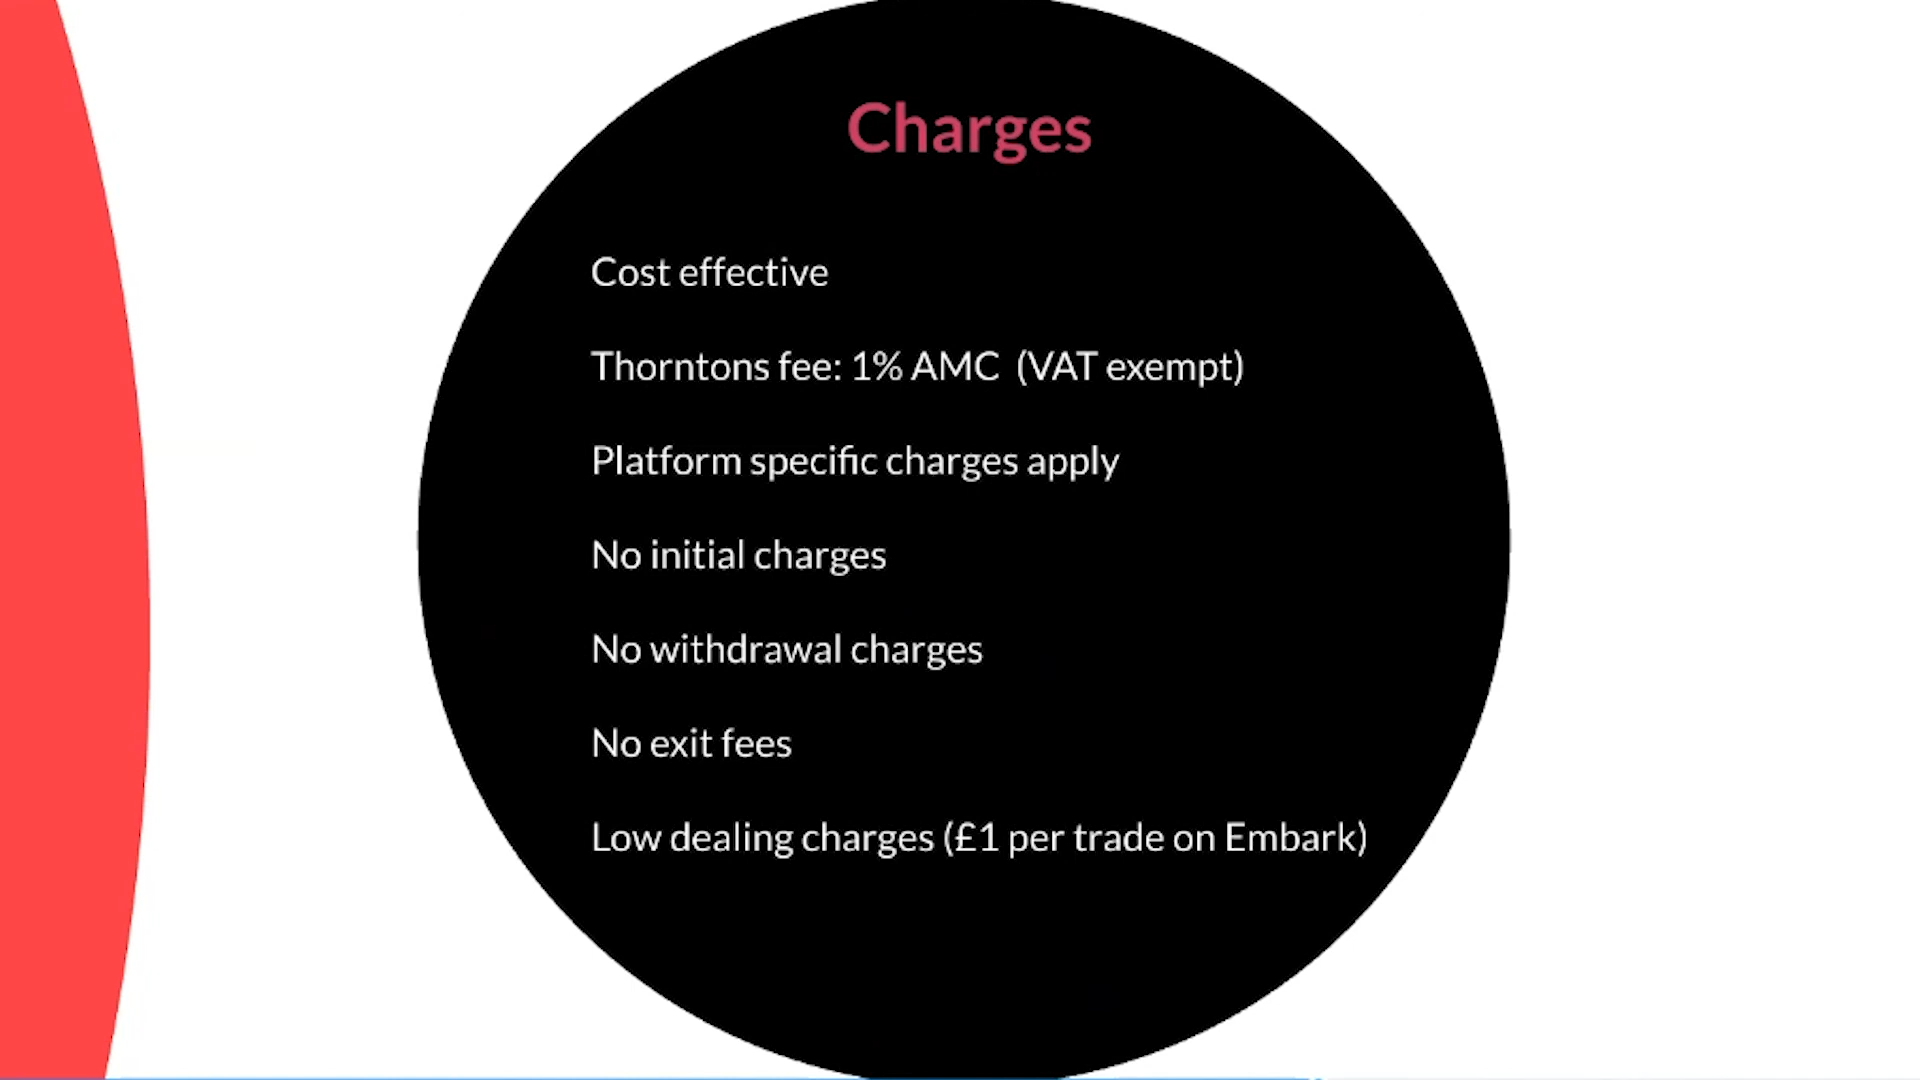 Charges
Cost effective
Thorntons fee: 1% AMC (VAT exempt)
Platform specific charges apply
No initial charges
No withdrawal charges
No exit fees
Low dealing charges (£1 per trade on Embark)